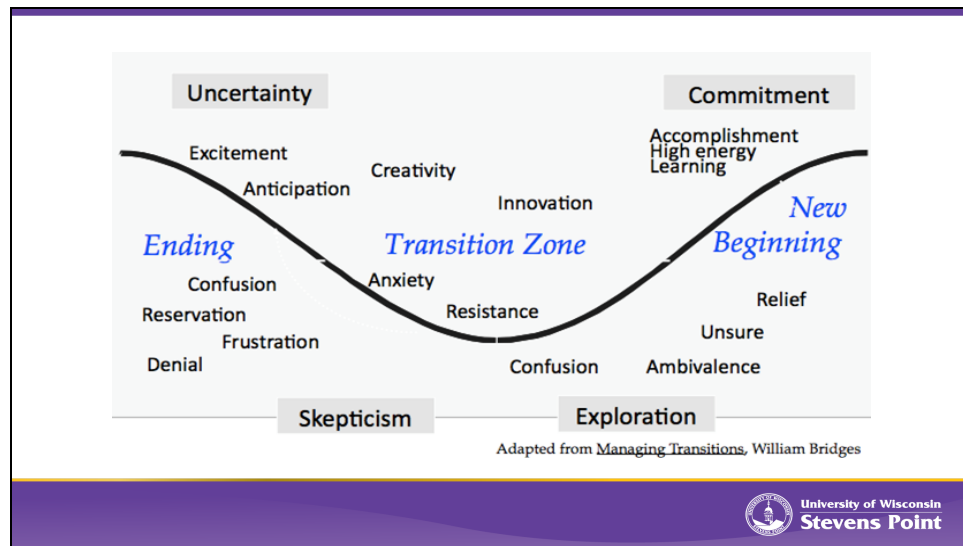 Uncertainty
Commitment
Excitement
Anticipation
Creativity
Innovation
Accomplishment
High energy
Learning
Ending
Transition Zone
New
Beginning
Confusion
Reservation
Frustration
Denial
Anxiety
Resistance
Confusion
Relief
Unsure
Ambivalence
Skepticism
Exploration
Adapted from Managing Transitions, William Bridges
University of Wisconsin
Stevens Point